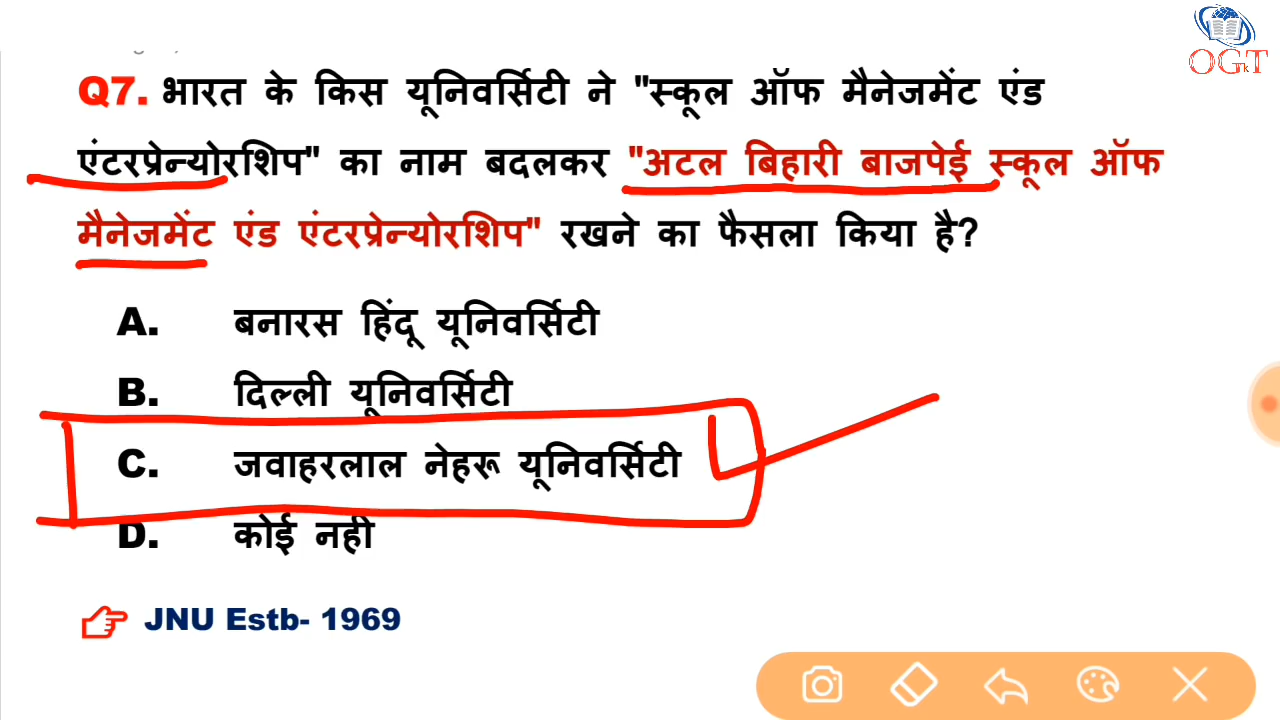 OGT
Tk
Q7. भारत के किस यूनिवर्सिटी ने "स्कूल ऑफ मैनेजमेंट एंड
एंटरप्रेन्योरशिप" का नाम बदलकर "अटल बिहारी बाजपेई स्कूल ऑफ
मैनेजमेंट एंड एंटरप्रेन्योरशिप" रखने का फैसला किया है?
A. बनारस हिंदू यूनिवर्सिटी
B. दिल्ली यूनिवर्सिटी
C. जवाहरलाल नेहरू यूनिवर्सिटी
D. कोई नही
JNU Estb- 1969